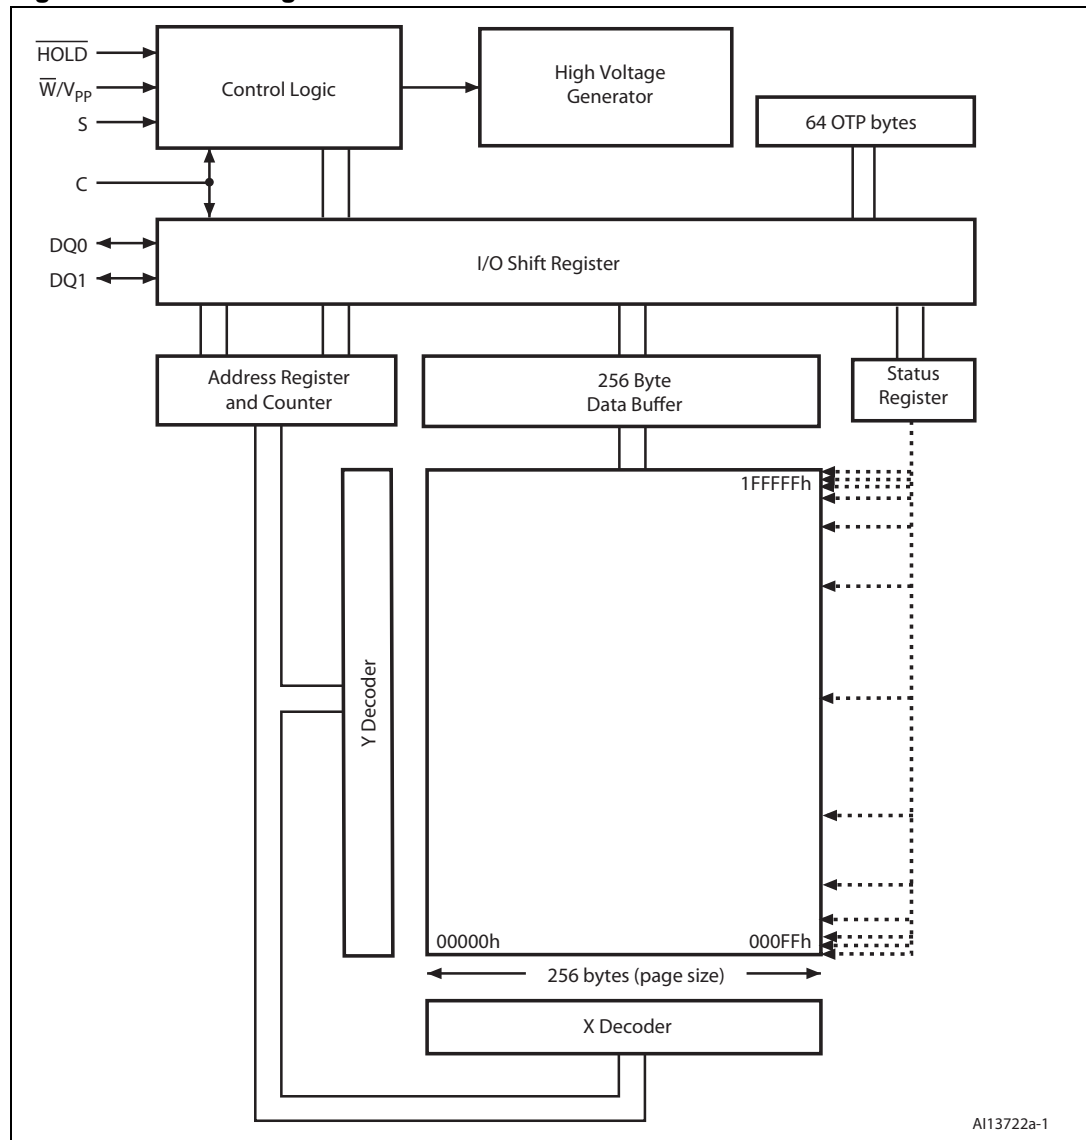 HOLD
W/VPP
S
C
DQ0
DQ1
Control Logic
High Voltage
Generator
64 OTP bytes
I/O Shift Register
Address Register
and Counter
256 Byte
Data Buffer
Status
Register
1FFFFFh
Y Decoder
00000h
000FFh
256 bytes (page size)
X Decoder
AI13722a-1